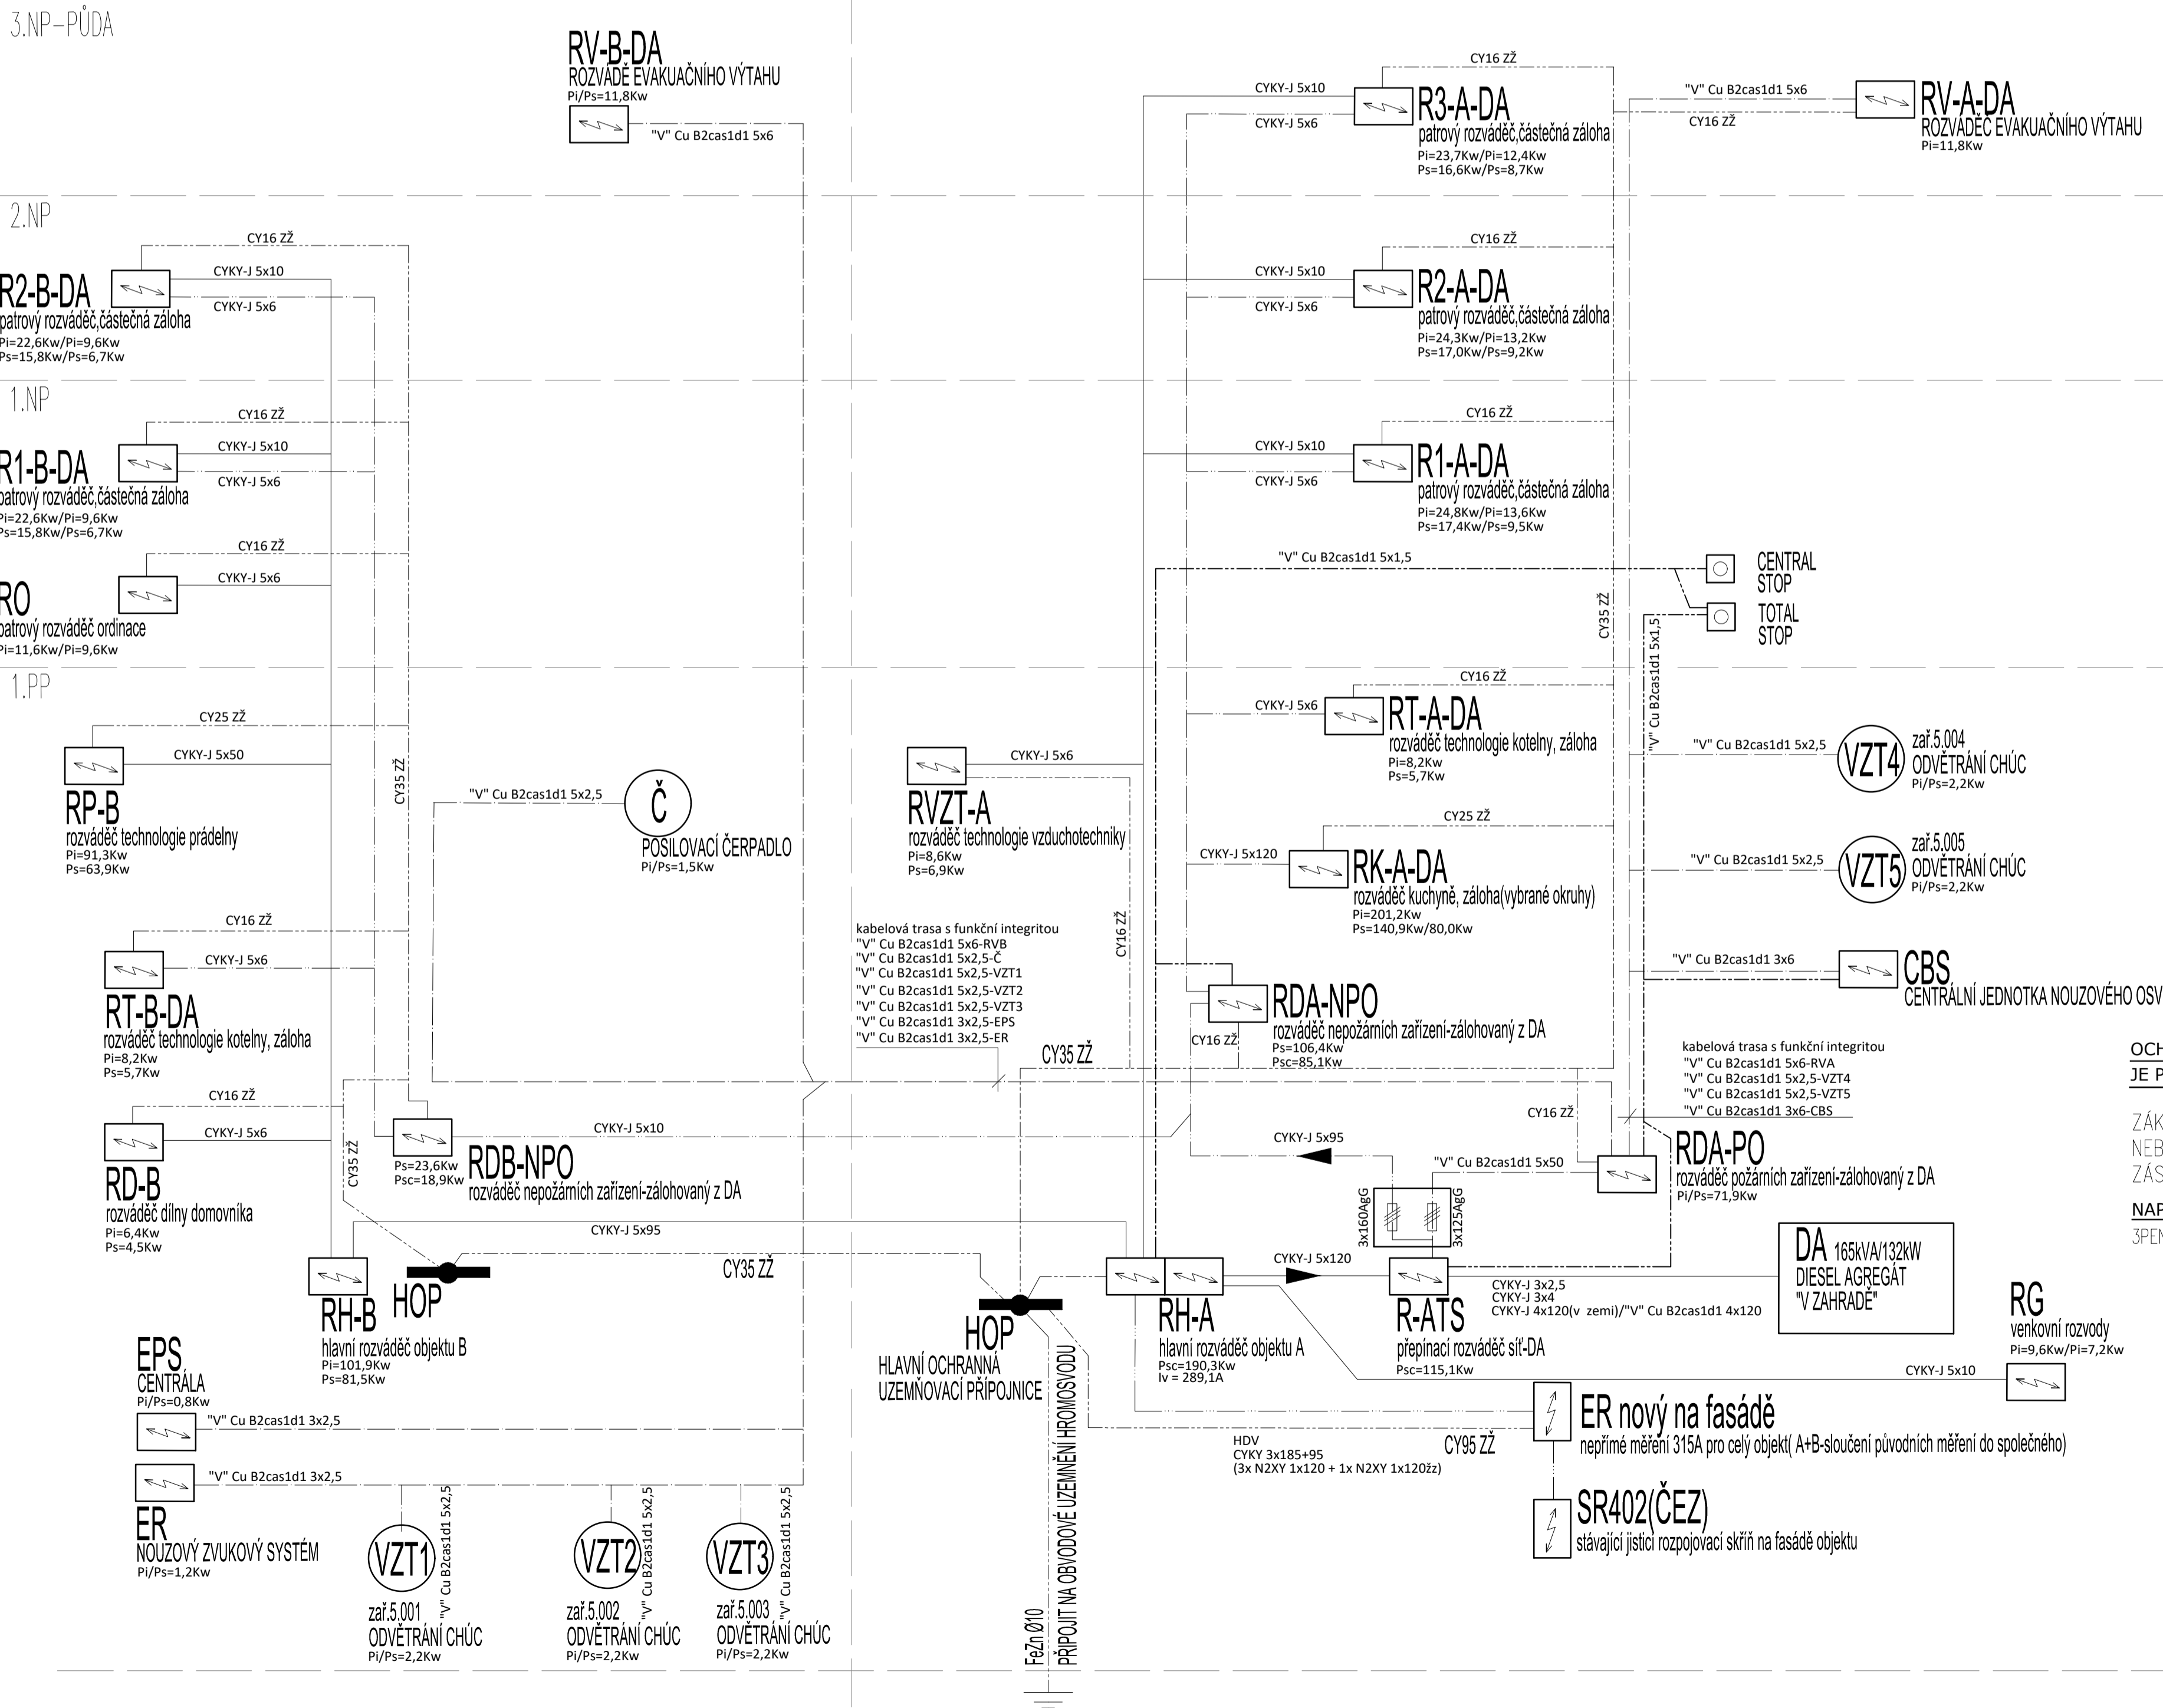 3.NP-PŮDA
RV-B-DA
ROZVÁDĚ EVAKUAČNÍHO VÝTAHU
Pi/Ps=11,8Kw
"V" Cu B2cas1d1 5x6
CY16 ZŽ
CYKY-J 5x10
CYKY-J 5x6
R3-A-DA
patrový rozváděč,částečná záloha
Pi=23,7Kw/Pi=12,4Kw
Ps=16,6Kw/Ps=8,7Kw
"V" Cu B2cas1d1 5x6
CY16 ZŽ
RV-A-DA
ROZVÁDĚČ EVAKUAČNÍHO VÝTAHU
Pi=11,8Kw
2.NP
CY16 ZŽ
CYKY-J 5x10
CYKY-J 5x6
R2-B-DA
patrový rozváděč,částečná záloha
Pi=22,6Kw/Pi=9,6Kw
Ps=15,8Kw/Ps=6,7Kw
CY16 ZŽ
CYKY-J 5x10
CYKY-J 5x6
R2-A-DA
patrový rozváděč,částečná záloha
Pi=24,3Kw/Pi=13,2Kw
Ps=17,0Kw/Ps=9,2Kw
1.NP
CY16 ZŽ
CYKY-J 5x10
CYKY-J 5x6
R1-B-DA
patrový rozváděč,částečná záloha
Pi=22,6Kw/Pi=9,6Kw
Ps=15,8Kw/Ps=6,7Kw
CY16 ZŽ
CYKY-J 5x6
RO
patrový rozváděč ordinace
Pi=11,6Kw/Pi=9,6Kw
CY16 ZŽ
CYKY-J 5x10
CYKY-J 5x6
R1-A-DA
patrový rozváděč,částečná záloha
Pi=24,8Kw/Pi=13,6Kw
Ps=17,4Kw/Ps=9,5Kw
"V" Cu B2cas1d1 5x1,5
CENTRAL
STOP
TOTAL
STOP
CY35 ZŽ
"V" Cu B2cas1d1 5x1,5
1.PP
CY25 ZŽ
CYKY-J 5x50
RP-B
rozváděč technologie prádelny
Pi=91,3Kw
Ps=63,9Kw
CY35 ZŽ
"V" Cu B2cas1d1 5x2,5
Č
POSILOVACÍ ČERPADLO
Pi/Ps=1,5Kw
CYKY-J 5x6
RVZT-A
rozváděč technologie vzduchotechniky
Pi=8,6Kw
Ps=6,9Kw
CY16 ZŽ
CY16 ZŽ
CYKY-J 5x6
RT-A-DA
rozváděč technologie kotelny, záloha
Pi=8,2Kw
Ps=5,7Kw
CY25 ZŽ
CYKY-J 5x120
RK-A-DA
rozváděč kuchyně, záloha(vybrané okruhy)
Pi=201,2Kw
Ps=140,9Kw/80,0Kw
"V" Cu B2cas1d1 5x2,5
VZT4
zař.5.004
ODVĚTRÁNÍ CHÚC
Pi/Ps=2,2Kw
"V" Cu B2cas1d1 5x2,5
VZT5
zař.5.005
ODVĚTRÁNÍ CHÚC
Pi/Ps=2,2Kw
"V" Cu B2cas1d1 3x6
CBS
CENTRÁLNÍ JEDNOTKA NOUZOVÉHO OSV
CY16 ZŽ
CYKY-J 5x6
RT-B-DA
rozváděč technologie kotelny, záloha
Pi=8,2Kw
Ps=5,7Kw
kabelová trasa s funkční integritou
"V" Cu B2cas1d1 5x6-RVB
"V" Cu B2cas1d1 5x2,5-Č
"V" Cu B2cas1d1 5x2,5-VZT1
"V" Cu B2cas1d1 5x2,5-VZT2
"V" Cu B2cas1d1 5x2,5-VZT3
"V" Cu B2cas1d1 3x2,5-EPS
"V" Cu B2cas1d1 3x2,5-ER
CY35 ZŽ
RDA-NPO
rozváděč nepožárních zařízení-zálohovaný z DA
Ps=106,4Kw
Psc=85,1Kw
CY16 ZŽ
kabelová trasa s funkční integritou
"V" Cu B2cas1d1 5x6-RVA
"V" Cu B2cas1d1 5x2,5-VZT4
"V" Cu B2cas1d1 5x2,5-VZT5
"V" Cu B2cas1d1 3x6-CBS
OCH
JE P
ZÁK
NEB
ZÁS
NAP
3PEN
CY16 ZŽ
CYKY-J 5x6
RD-B
rozváděč dílny domovníka
Pi=6,4Kw
Ps=4,5Kw
CY35 ZŽ
CYKY-J 5x10
RDB-NPO
rozváděč nepožárních zařízení-zálohovaný z DA
Ps=23,6Kw
Psc=18,9Kw
CYKY-J 5x95
"V" Cu B2cas1d1 5x50
CY16 ZŽ
RDA-PO
rozváděč požárních zařízení-zálohovaný z DA
Pi/Ps=71,9Kw
3x160AgG
3x125AgG
CYKY-J 5x95
CY35 ZŽ
RH-B
hlavní rozváděč objektu B
Pi=101,9Kw
Ps=81,5Kw
HOP
HOP
HLAVNÍ OCHRANNÁ
UZEMŇOVACÍ PŘÍPOJNICE
RH-A
hlavní rozváděč objektu A
Psc=190,3Kw
Iv = 289,1A
CYKY-J 5x120
R-ATS
přepínací rozváděč síť-DA
Psc=115,1Kw
CYKY-J 3x2,5
CYKY-J 3x4
CYKY-J 4x120(v zemi)/"V" Cu B2cas1d1 4x120
DA 165kVA/132kW
DIESEL AGREGÁT
"V ZAHRADĚ"
RG
venkovní rozvody
Pi=9,6Kw/Pi=7,2Kw
CYKY-J 5x10
EPS
CENTRÁLA
Pi/Ps=0,8Kw
"V" Cu B2cas1d1 3x2,5
"V" Cu B2cas1d1 3x2,5
ER
NOUZOVÝ ZVUKOVÝ SYSTÉM
Pi/Ps=1,2Kw
VZT1
"V" Cu B2cas1d1 5x2,5
zař.5.001
ODVĚTRÁNÍ CHÚC
Pi/Ps=2,2Kw
VZT2
"V" Cu B2cas1d1 5x2,5
zař.5.002
ODVĚTRÁNÍ CHÚC
Pi/Ps=2,2Kw
VZT3
"V" Cu B2cas1d1 5x2,5
zař.5.003
ODVĚTRÁNÍ CHÚC
Pi/Ps=2,2Kw
FeZn Ø10
PŘIPOJIT NA OBVODOVÉ UZEMNĚNÍ HROMOSVODU
HDV
CYKY 3x185+95
(3x N2XY 1x120 + 1x N2XY 1x120žz)
CY95 ZŽ
ER nový na fasádě
nepřímé měření 315A pro celý objekt( A+B-sloučení původních měření do společného)
SR402(ČEZ)
stávající jisticí rozpojovací skříň na fasádě objektu